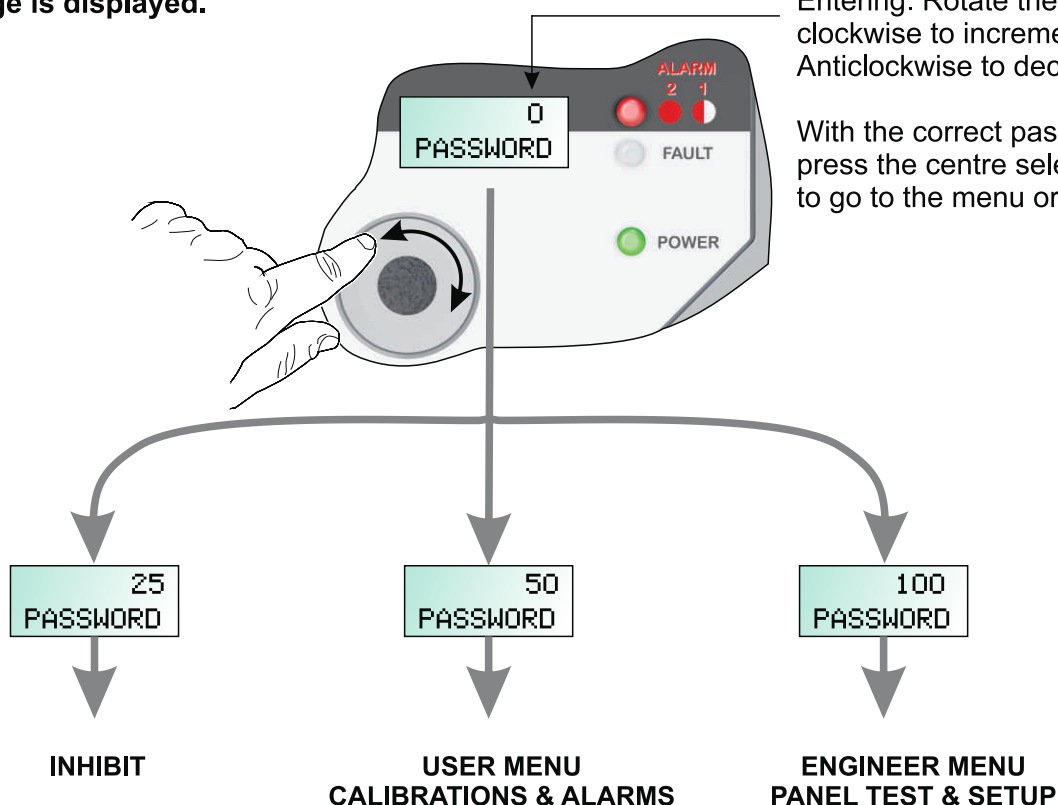 ge is displayed.
Entering: Rotate the
clockwise to increme
Anticlockwise to dec
With the correct pas
press the centre sele
to go to the menu or
0
PASSWORD
ALARM
2 1
FAULT
POWER
25
PASSWORD
50
PASSWORD
100
PASSWORD
INHIBIT
USER MENU
CALIBRATIONS & ALARMS
ENGINEER MENU
PANEL TEST & SETUP